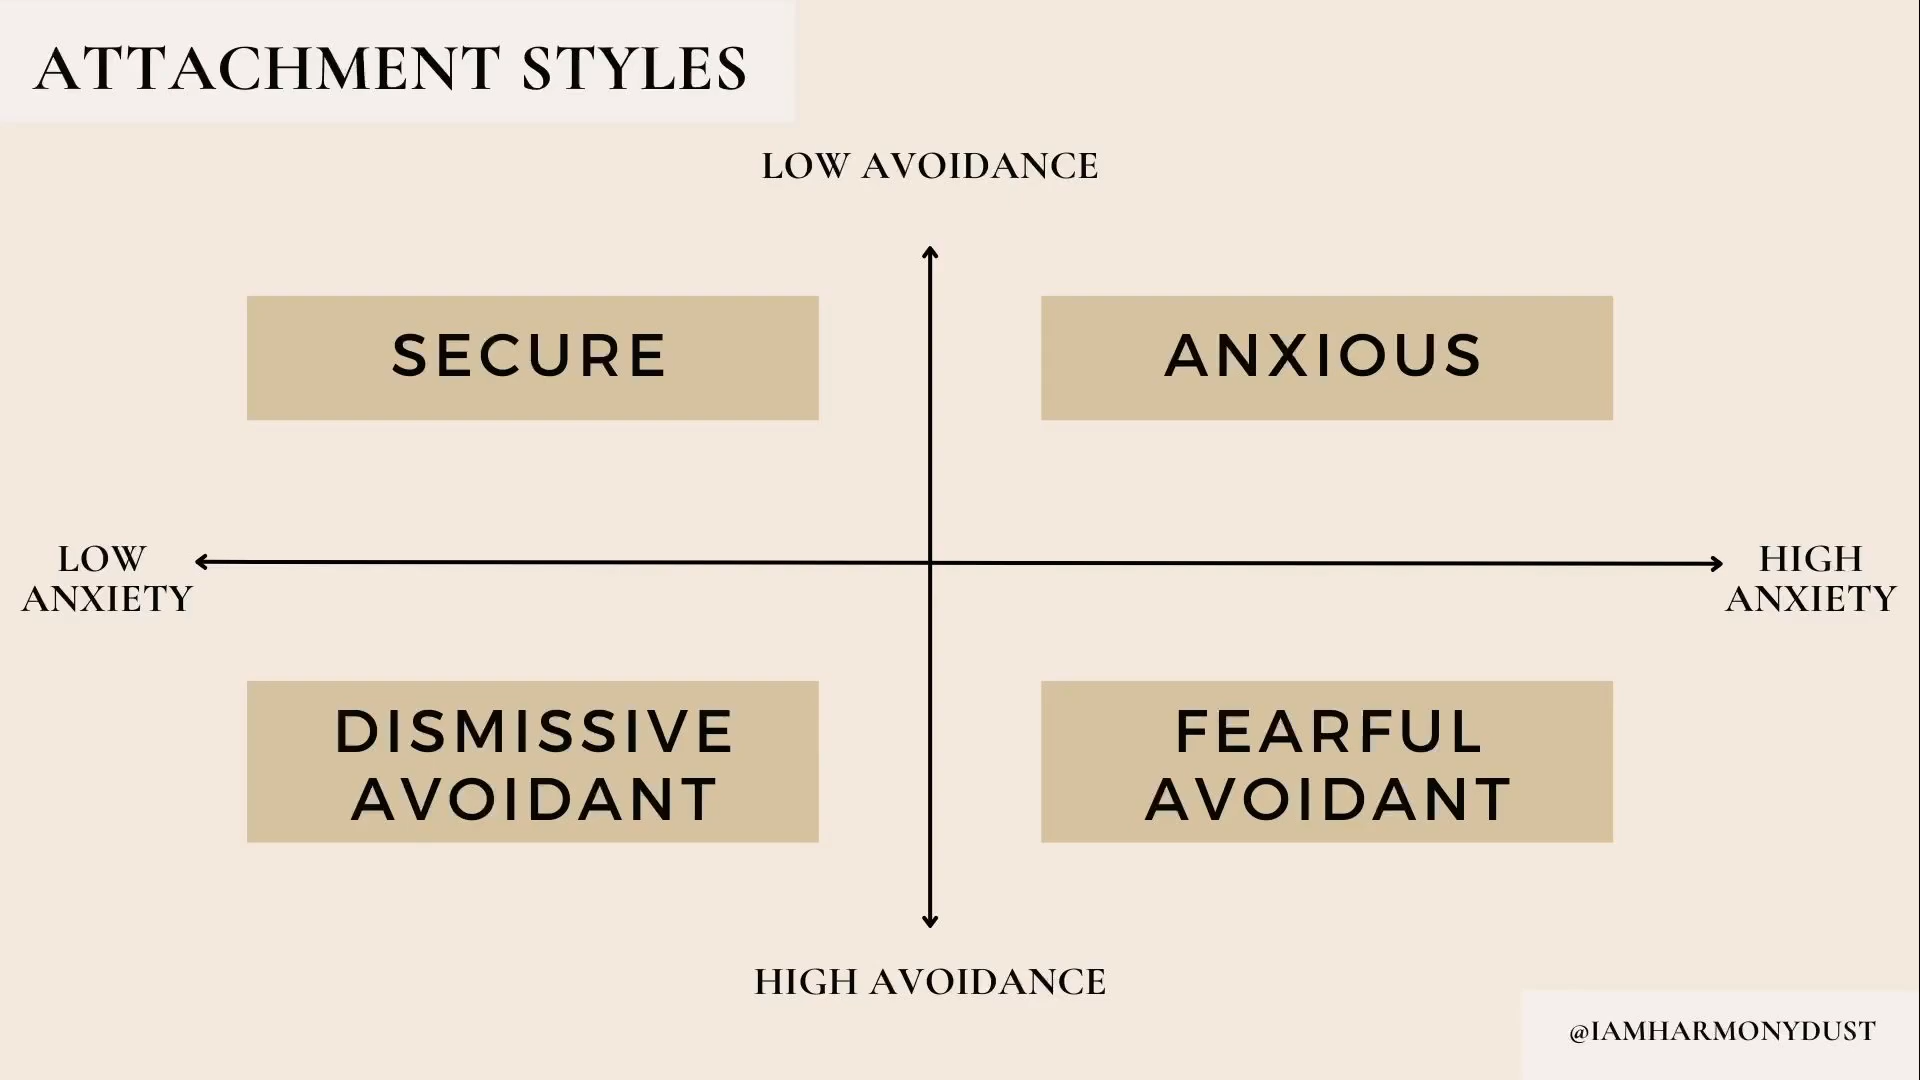 ATTACHMENT STYLES
LOW AVOIDANCE
SECURE
ANXIOUS
LOW
ANXIETY
HIGH
ANXIETY
DISMISSIVE
AVOIDANT
FEARFUL
AVOIDANT
HIGH AVOIDANCE
@IAMHARMONYDUST